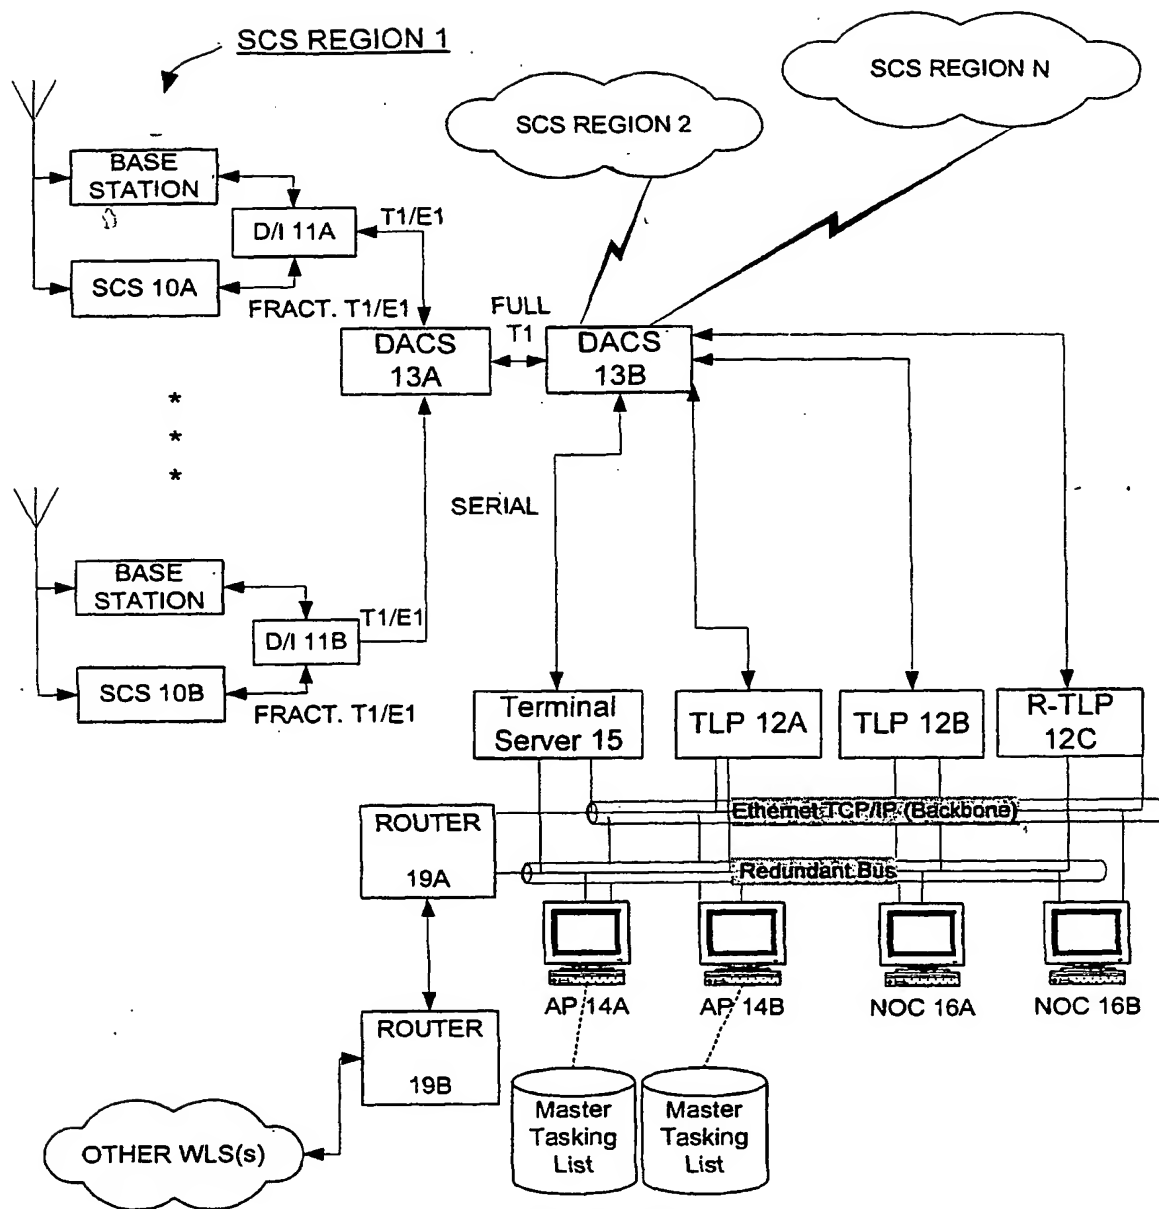 SCS REGION 1
SCS REGION 2
SCS REGION N
BASE
STATION
D/I 11A
T1/E1
SCS 10A
FRACT. T1/E1
FULL
T1
DACS
13A
DACS
13B
*
*
*
SERIAL
BASE
STATION
D/I 11B
T1/E1
SCS 10B
FRACT. T1/E1
Terminal
Server 15
TLP 12A
TLP 12B
R-TLP
12C
Ethernet TCP/IP (Backbone)
ROUTER
19A
Redundant Bus
AP 14A
AP 14B
NOC 16A
NOC 16B
ROUTER
19B
Master
Tasking
List
Master
Tasking
List
OTHER WLS(s)